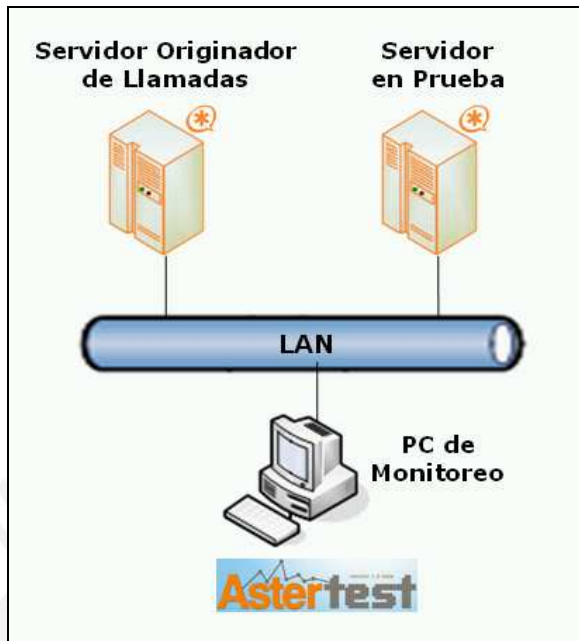 Servidor Originador
de Llamadas
Servidor
en Prueba
LAN
PC de
Monitoreo
Astertest